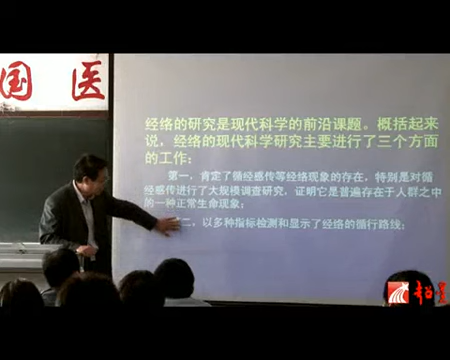 国医
经络的研究是现代科学的前沿课题。概括起来
说，经络的现代科学研究主要进行了三个方面
的工作：
第一，肯定了循经感传等经络现象的存在，特别是对循
经感传进行了大规模调查研究，证明它是普遍存在于人群之中
的一种正常生命现象；
二，以多种指标检测和显示了经络的循行路线；
超星